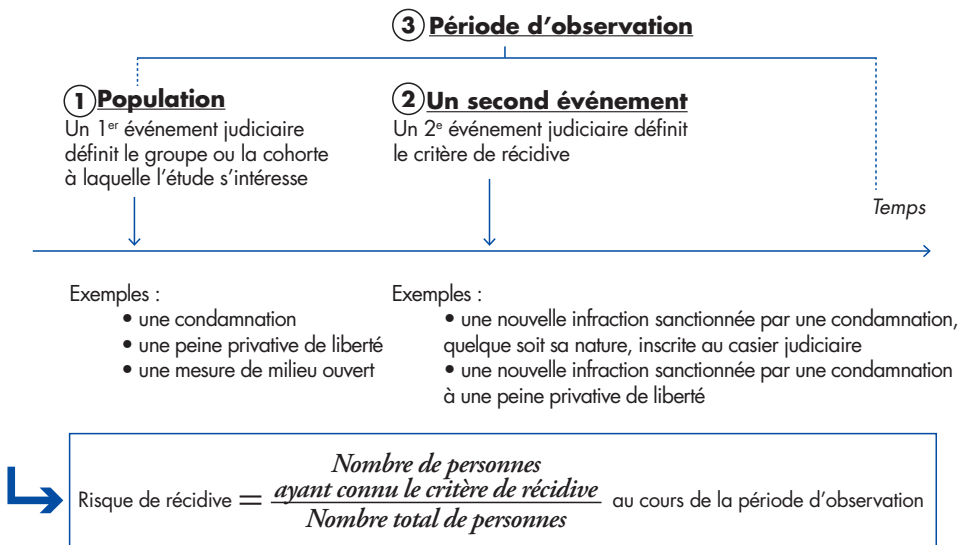 ③ Période d’observation
① Population
Un 1er événement judiciaire
définit le groupe ou la cohorte
à laquelle l’étude s’intéresse
② Un second événement
Un 2e événement judiciaire définit
le critère de récidive
Temps
Exemples :
• une condamnation
• une peine privative de liberté
• une mesure de milieu ouvert
Exemples :
• une nouvelle infraction sanctionnée par une condamnation,
quelque soit sa nature, inscrite au casier judiciaire
• une nouvelle infraction sanctionnée par une condamnation
à une peine privative de liberté
Nombre de personnes
Risque de récidive = ayant connu le critère de récidive au cours de la période d’observation
Nombre total de personnes